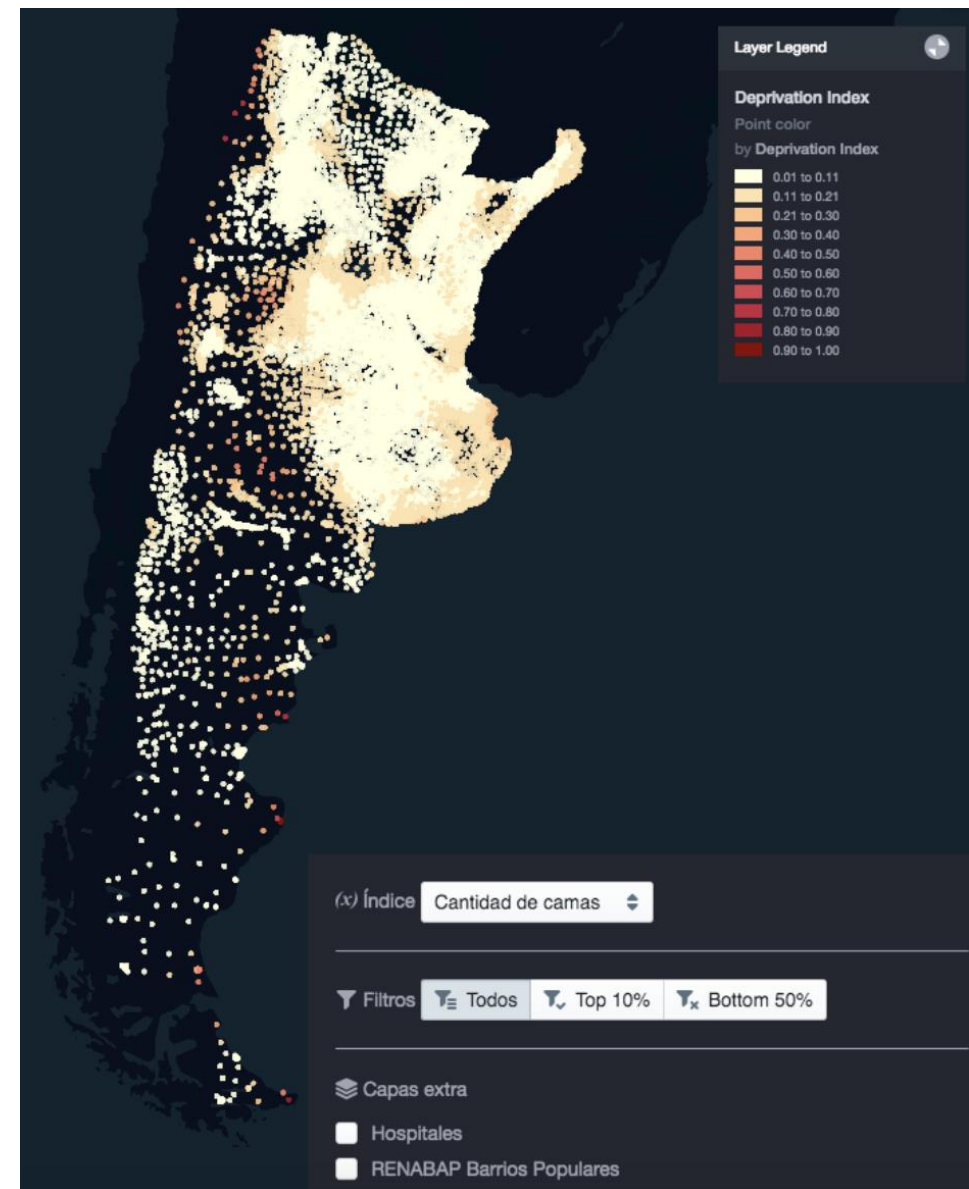 Layer Legend
Deprivation Index
Point color
by Deprivation Index
0.01 to 0.11
0.11 to 0.21
0.21 to 0.30
0.30 to 0.40
0.40 to 0.50
0.50 to 0.60
0.60 to 0.70
0.70 to 0.80
0.80 to 0.90
0.90 to 1.00
(x) Índice Cantidad de camas
Filtros Todos Top 10% Bottom 50%
Capas extra
Hospitales
RENABAP Barrios Populares